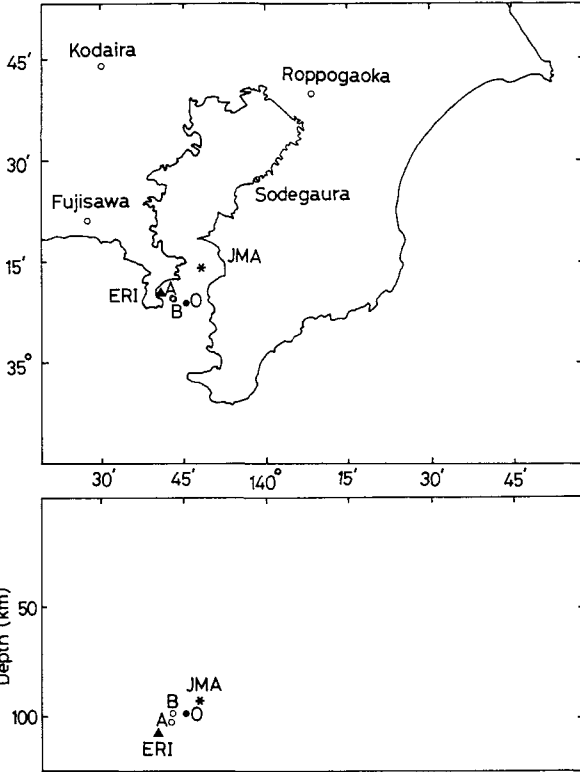 Kodaira
45'
Roppogaoka
30'
Sodegaura
Fujisawa
15'
JMA
ERI
A
B
O
35°
30'
45'
140°
15'
30'
45'
50
Depth (km)
JMA
B
A
O
100
ERI